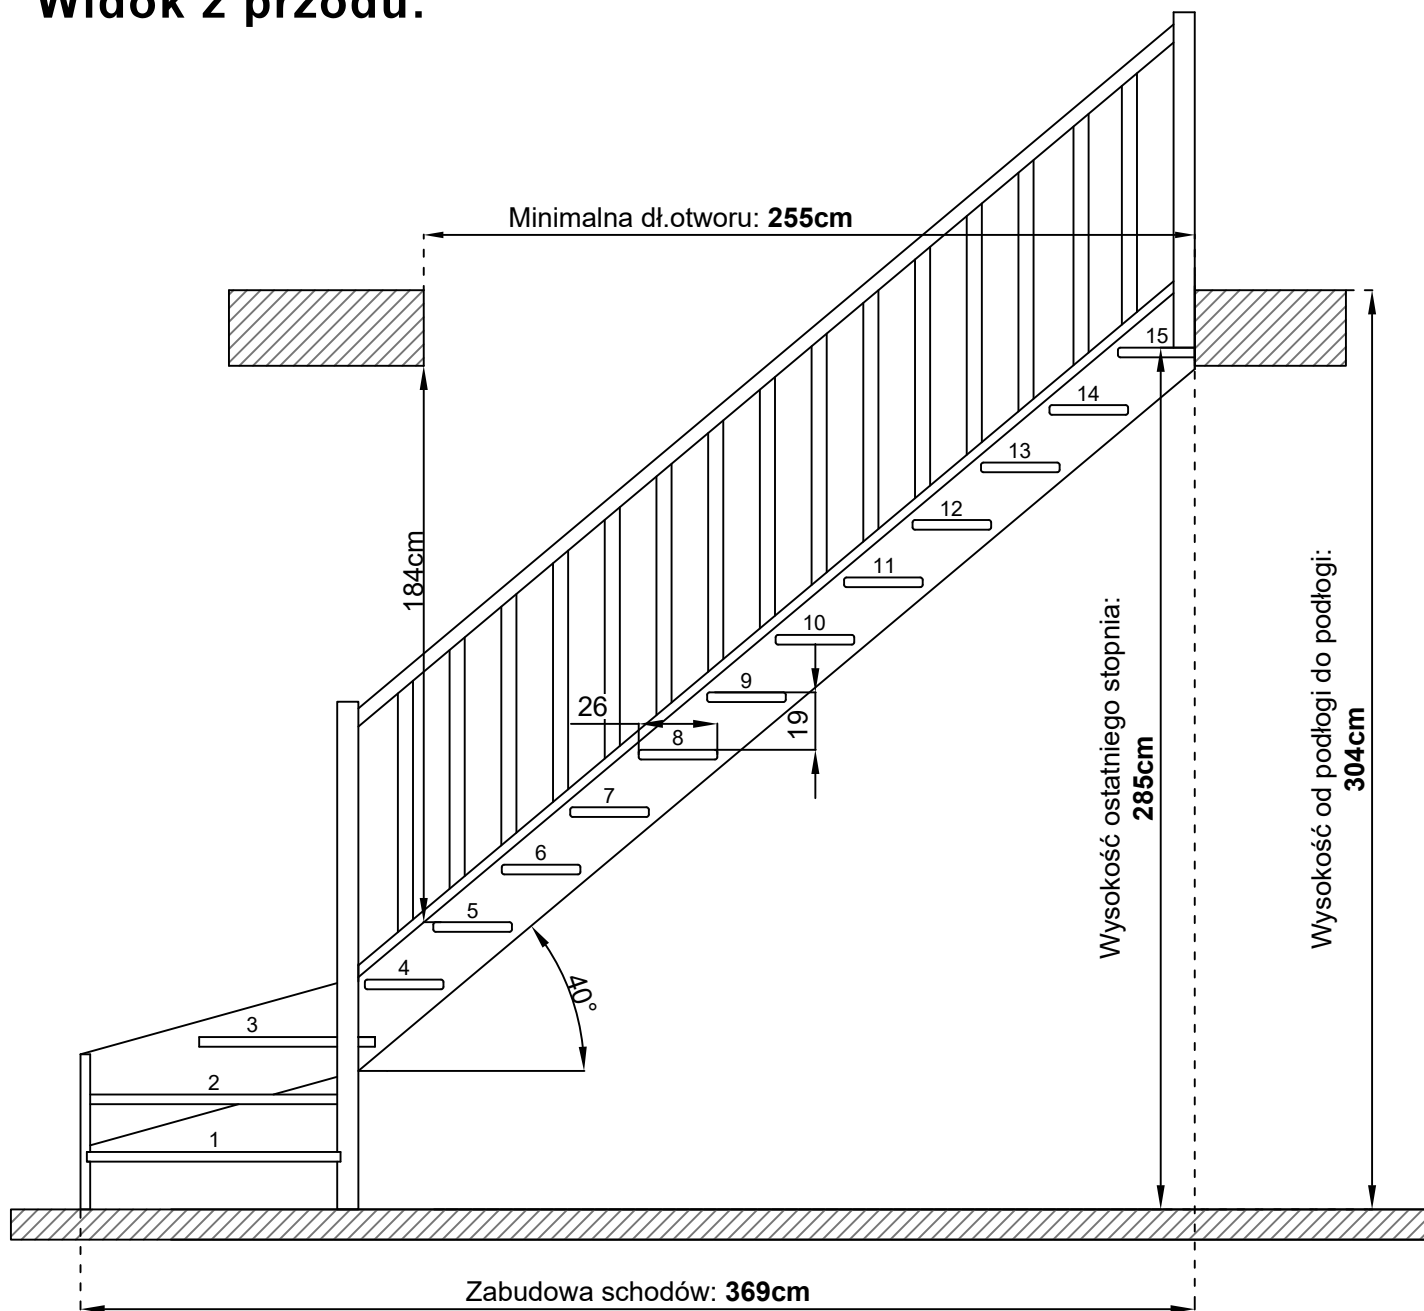 Widok z przodu:
Minimalna dł.otworu: 255cm
15
14
13
12
11
10
9
8
7
6
5
4
3
2
1
184cm
26
19
40°
Wysokość ostatniego stopnia:
285cm
Wysokość od podłogi do podłogi:
304cm
Zabudowa schodów: 369cm